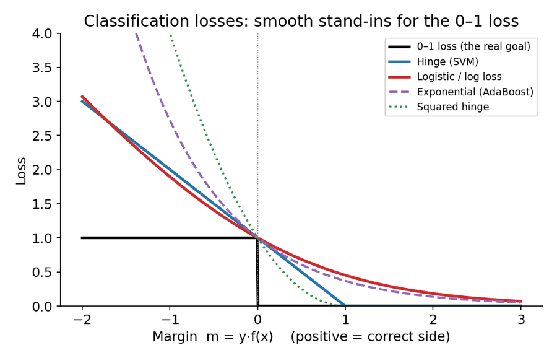 Classification losses: smooth stand-ins for the 0–1 loss
4.0
3.5
3.0
2.5
2.0
1.5
1.0
0.5
0.0
Loss
0–1 loss (the real goal)
Hinge (SVM)
Logistic / log loss
Exponential (AdaBoost)
Squared hinge
−2
−1
0
1
2
3
Margin m = y·f(x) (positive = correct side)